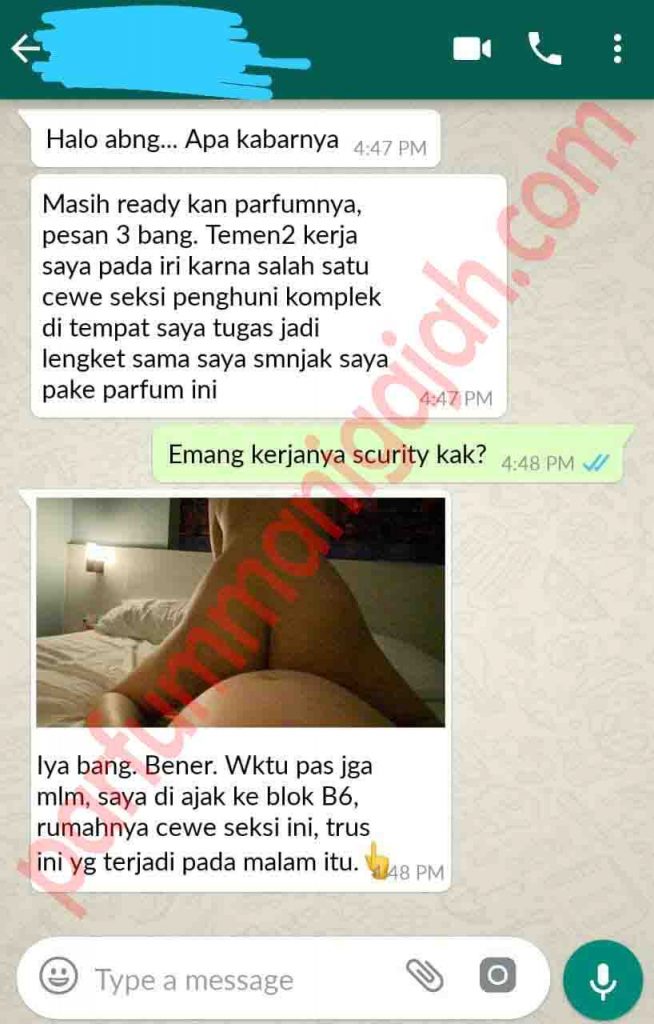 Halo abng... Apa kabarnya
4:47 PM
Masih ready kan parfumnya,
pesan 3 bang. Temen2 kerja
saya pada iri karna salah satu
cewe seksi penghuni komplek
di tempat saya tugas jadi
lengket sama saya smnjak saya
pake parfum ini
4:47 PM
Emang kerjanya scurity kak?
4:48 PM
Iya bang. Bener. Wktu pas jga
mlm, saya di ajak ke blok B6,
rumahnya cewe seksi ini, trus
ini yg terjadi pada malam itu.
4:48 PM
Type a message
parfummanigajah.com